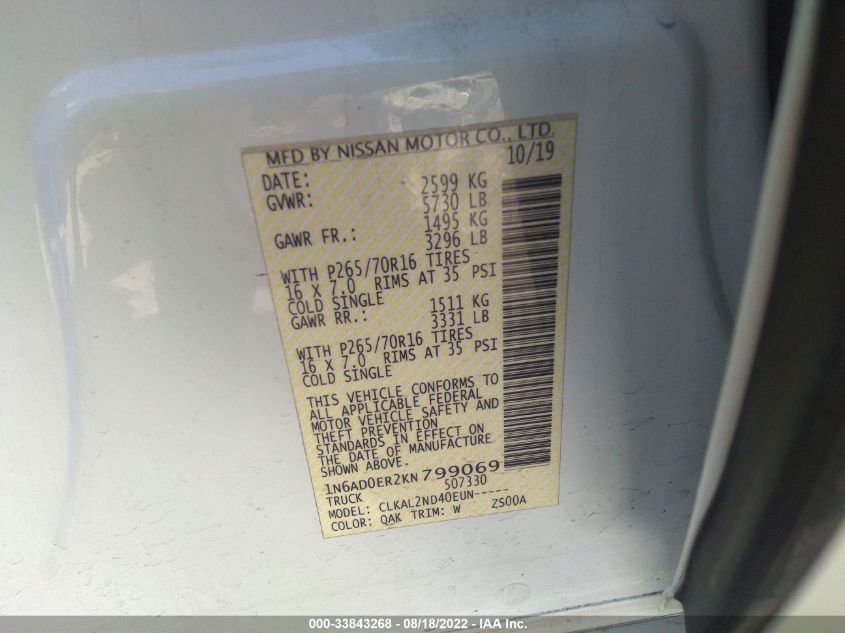 MFD BY NISSAN MOTOR CO., LTD.
DATE: 10/19
GVWR: 2599 KG
5730 LB
GAWR FR.: 1495 KG
3296 LB
WITH P265/70R16 TIRES
16 X 7.0 RIMS AT 35 PSI
COLD SINGLE
GAWR RR.: 1511 KG
3331 LB
WITH P265/70R16 TIRES
16 X 7.0 RIMS AT 35 PSI
COLD SINGLE
THIS VEHICLE CONFORMS TO
ALL APPLICABLE FEDERAL
MOTOR VEHICLE SAFETY AND
THEFT PREVENTION
STANDARDS IN EFFECT ON
THE DATE OF MANUFACTURE
SHOWN ABOVE.
1N6AD0ER2KN799069
TRUCK 507330
MODEL: CLKAL2ND40EUN-----
COLOR: QAK TRIM: W ZS00A
000-33843268 - 08/18/2022 - IAA Inc.